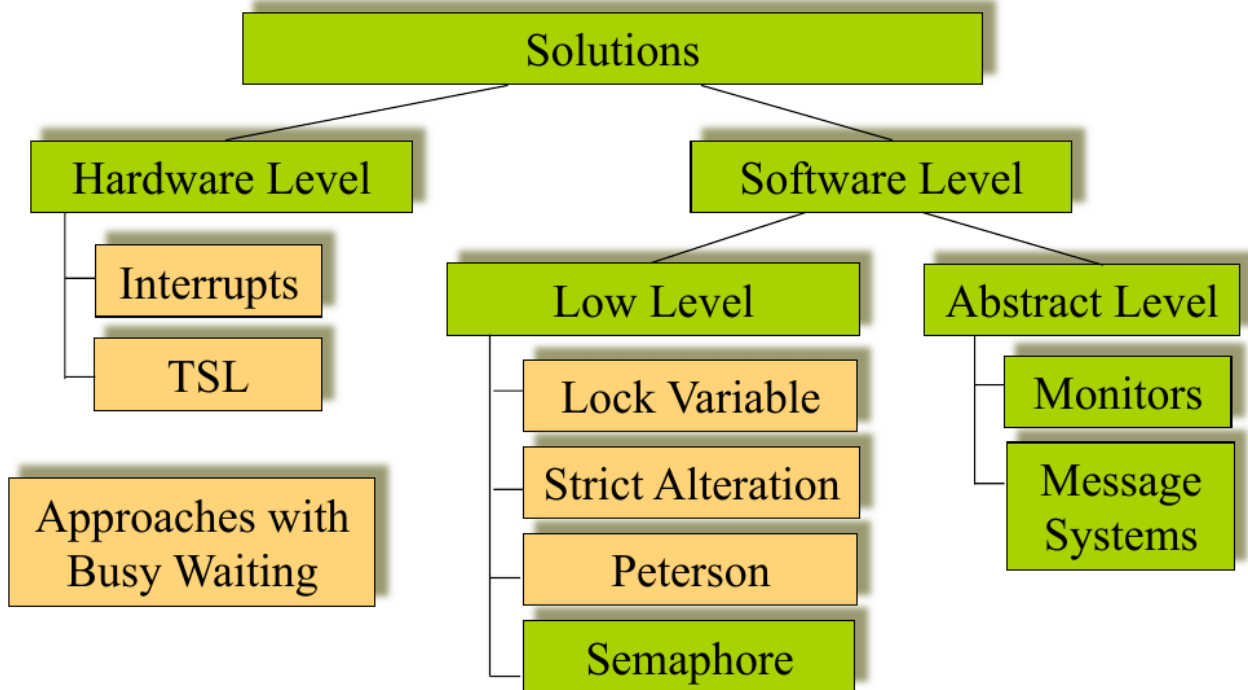 Solutions
Hardware Level
Software Level
Interrupts
TSL
Low Level
Abstract Level
Lock Variable
Strict Alteration
Peterson
Semaphore
Monitors
Message
Systems
Approaches with
Busy Waiting